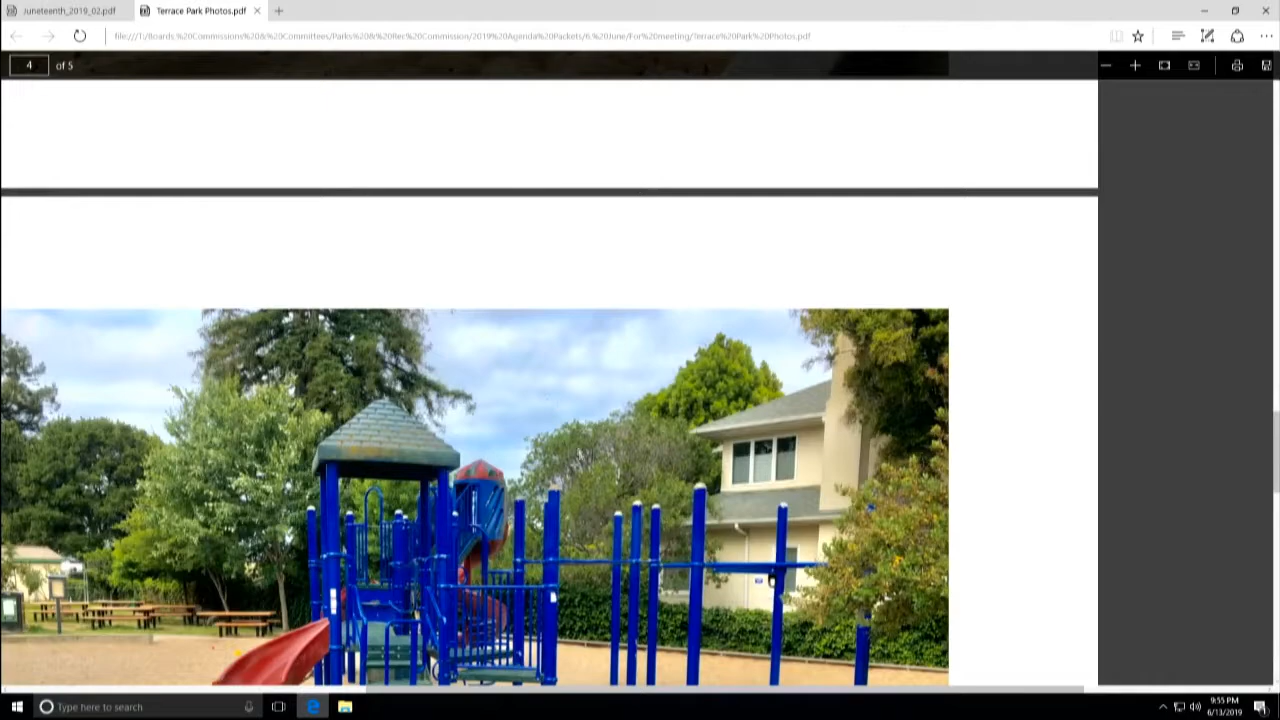 Juneteenth_2019_02.pdf
Terrace Park Photos.pdf
file:///T:/Boards,%20Commissions%20&%20Committees/Parks%20&%20Rec%20Commission/2019%20Agenda%20Packets/6.%20June/For%20meeting/Terrace%20Park%20Photos.pdf
4 of 5
Type here to search
9:55 PM
6/13/2019